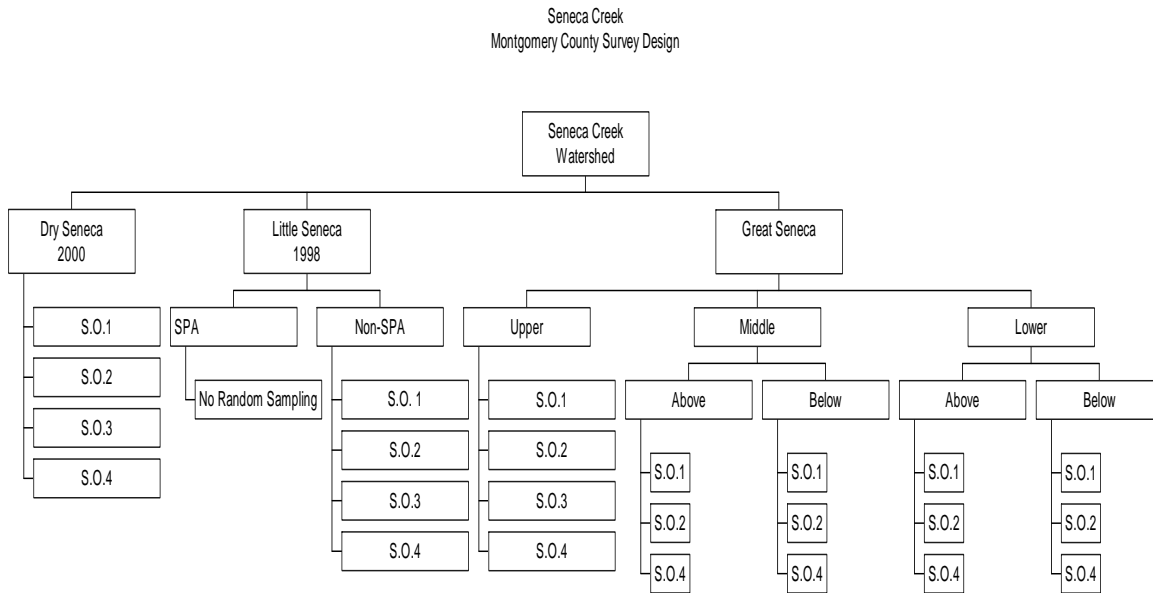 Seneca Creek
Montgomery County Survey Design
Seneca Creek
Watershed
Dry Seneca
2000
Little Seneca
1998
Great Seneca
S.O.1
S.O.2
S.O.3
S.O.4
SPA
No Random Sampling
Non-SPA
S.O. 1
S.O.2
S.O.3
S.O.4
Upper
S.O.1
S.O.2
S.O.3
S.O.4
Middle
Above
S.O.1
S.O.2
S.O.4
Below
S.O.1
S.O.2
S.O.4
Lower
Above
S.O.1
S.O.2
S.O.4
Below
S.O.1
S.O.2
S.O.4